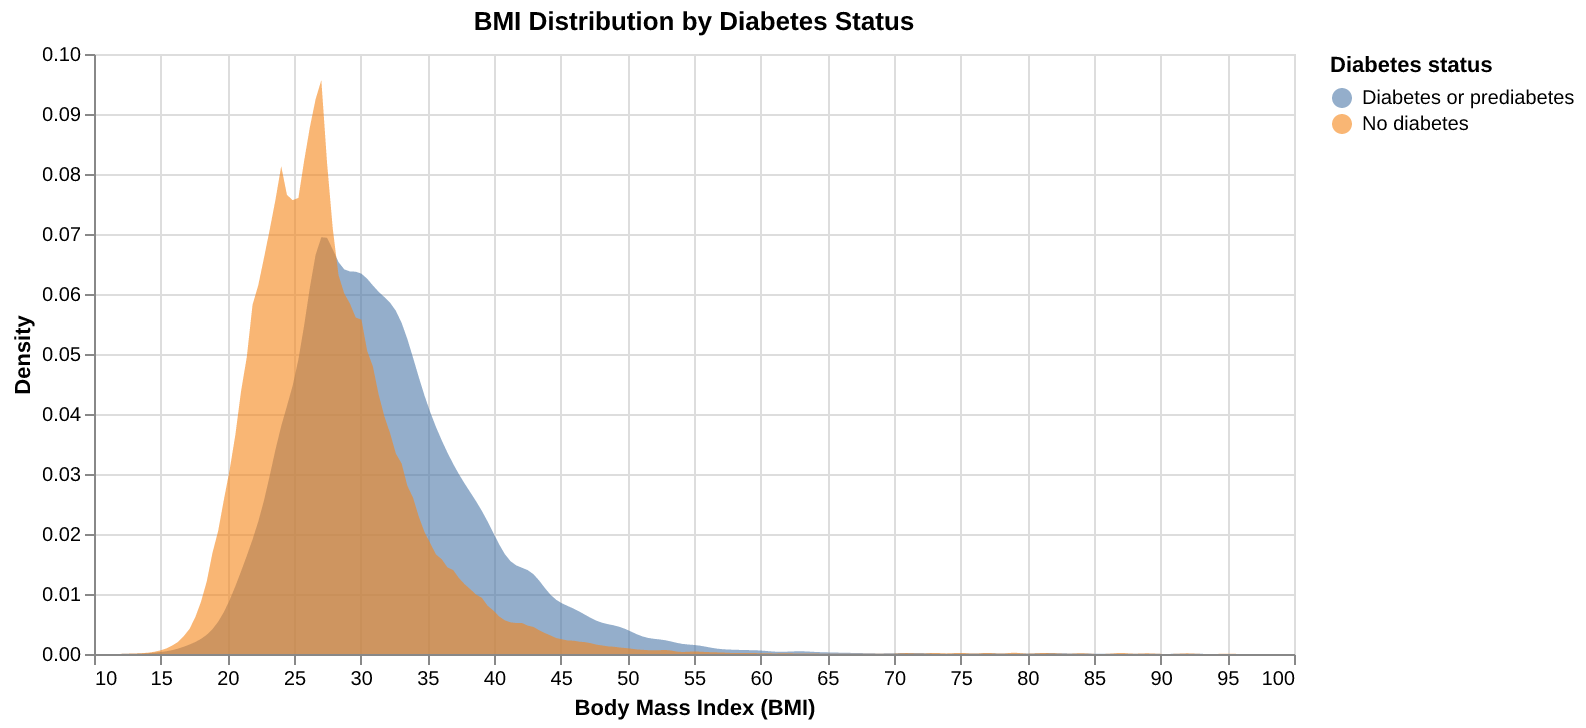 BMI Distribution by Diabetes Status
Diabetes status
Diabetes or prediabetes
No diabetes
Density
0.10
0.09
0.08
0.07
0.06
0.05
0.04
0.03
0.02
0.01
0.00
10 15 20 25 30 35 40 45 50 55 60 65 70 75 80 85 90 95 100
Body Mass Index (BMI)